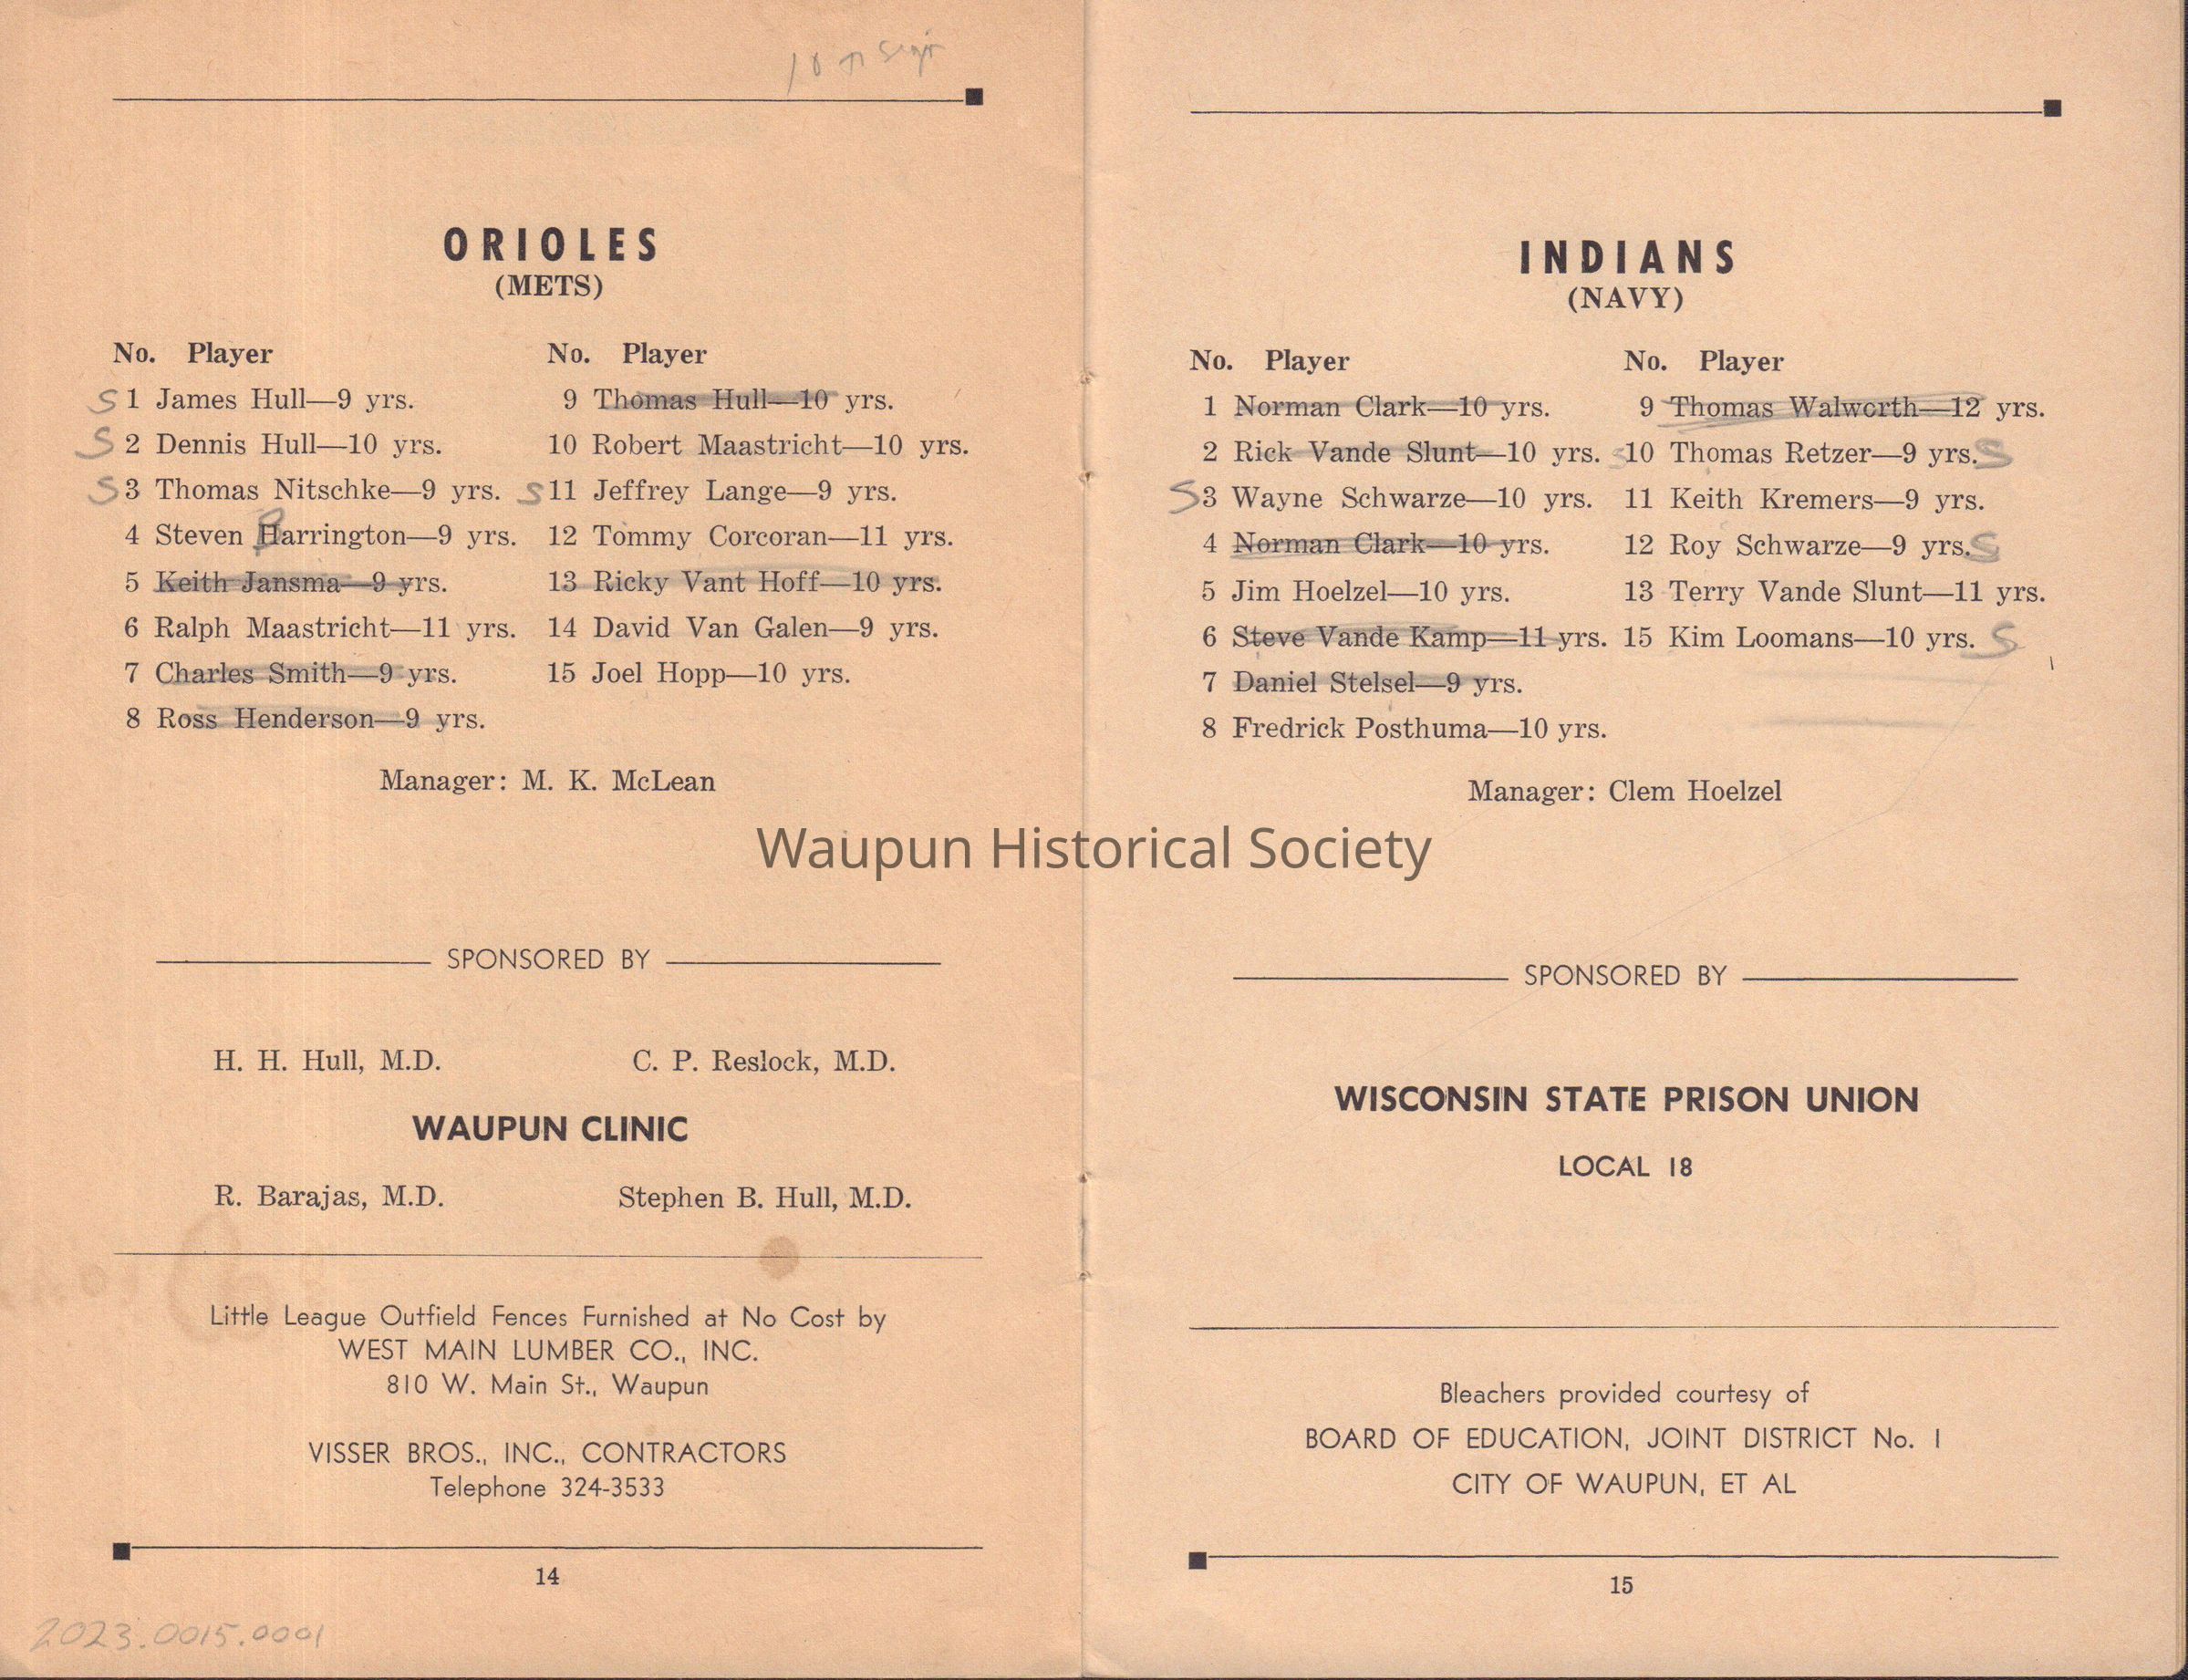 ORIOLES
(METS)
No. Player
S 1 James Hull—9 yrs.
S 2 Dennis Hull—10 yrs.
S 3 Thomas Nitschke—9 yrs.
4 Steven Harrington—9 yrs.
5 Keith Jansma—9 yrs.
6 Ralph Maastricht—11 yrs.
7 Charles Smith—9 yrs.
8 Ross Henderson—9 yrs.
No. Player
9 Thomas Hull—10 yrs.
10 Robert Maastricht—10 yrs.
S 11 Jeffrey Lange—9 yrs.
12 Tommy Corcoran—11 yrs.
13 Ricky Vant Hoff—10 yrs.
14 David Van Galen—9 yrs.
15 Joel Hopp—10 yrs.
Manager: M. K. McLean
SPONSORED BY
H. H. Hull, M.D. C. P. Reslock, M.D.
WAUPUN CLINIC
R. Barajas, M.D. Stephen B. Hull, M.D.
Little League Outfield Fences Furnished at No Cost by
WEST MAIN LUMBER CO., INC.
810 W. Main St., Waupun
VISSER BROS., INC., CONTRACTORS
Telephone 324-3533
14
2023.0015.0001
INDIANS
(NAVY)
No. Player
1 Norman Clark—10 yrs.
2 Rick Vande Slunt—10 yrs.
S 3 Wayne Schwarze—10 yrs.
4 Norman Clark—10 yrs.
5 Jim Hoelzel—10 yrs.
6 Steve Vande Kamp—11 yrs.
7 Daniel Stelsel—9 yrs.
8 Fredrick Posthuma—10 yrs.
No. Player
9 Thomas Walworth—12 yrs.
S 10 Thomas Retzer—9 yrs. S
11 Keith Kremers—9 yrs.
12 Roy Schwarze—9 yrs. S
13 Terry Vande Slunt—11 yrs.
15 Kim Loomans—10 yrs. S
Manager: Clem Hoelzel
Waupun Historical Society
SPONSORED BY
WISCONSIN STATE PRISON UNION
LOCAL 18
Bleachers provided courtesy of
BOARD OF EDUCATION, JOINT DISTRICT No. 1
CITY OF WAUPUN, ET AL
15